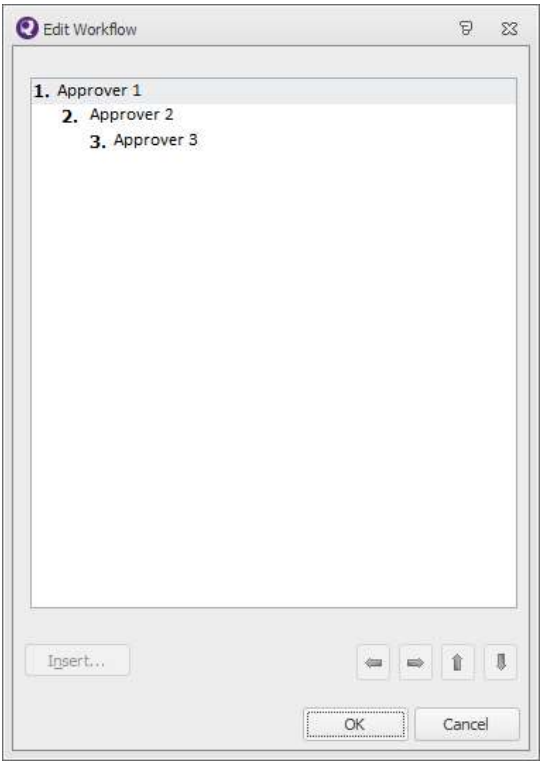 Edit Workflow
1. Approver 1
2. Approver 2
3. Approver 3
Insert...
OK
Cancel